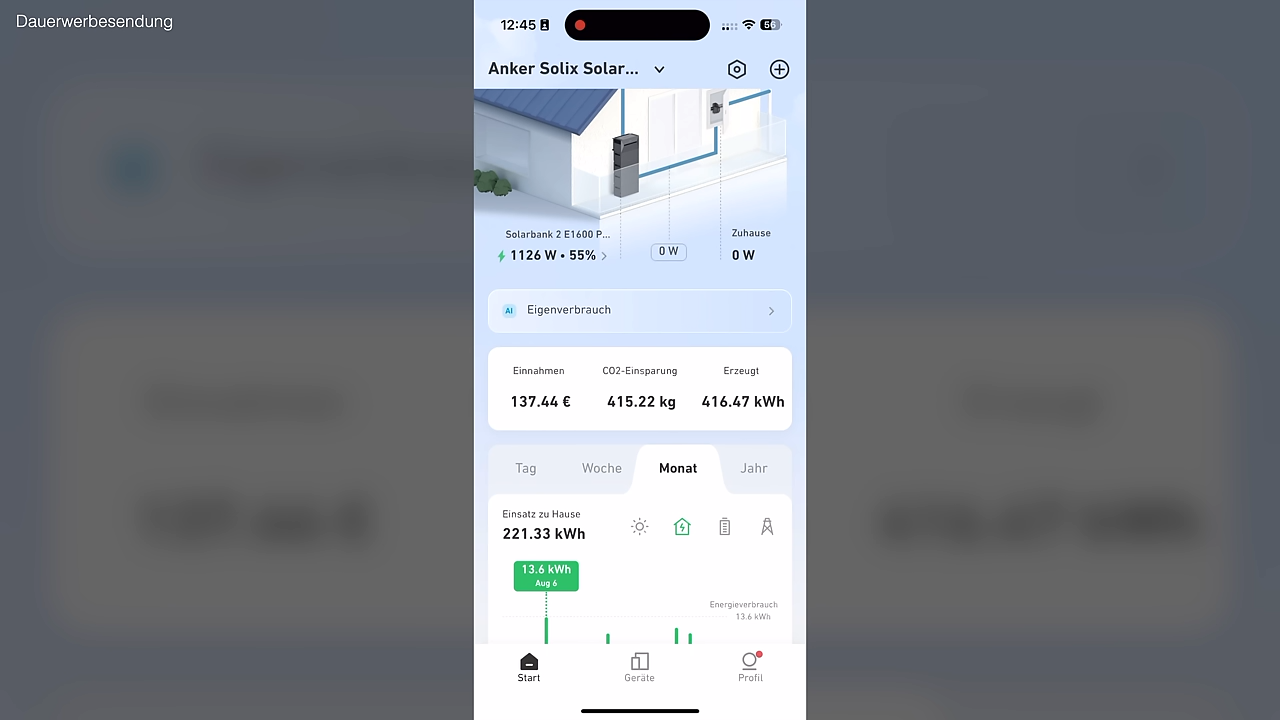 Dauerwerbesendung
12:45
56
Anker Solix Solar...
Solarbank 2 E1600 P...
1126 W • 55%
0 W
Zuhause
0 W
AI Eigenverbrauch
Einnahmen CO2-Einsparung Erzeugt
137.44 € 415.22 kg 416.47 kWh
Tag Woche Monat Jahr
Einsatz zu Hause
221.33 kWh
13.6 kWh
Aug 6
Energieverbrauch
13.6 kWh
Start Geräte Profil